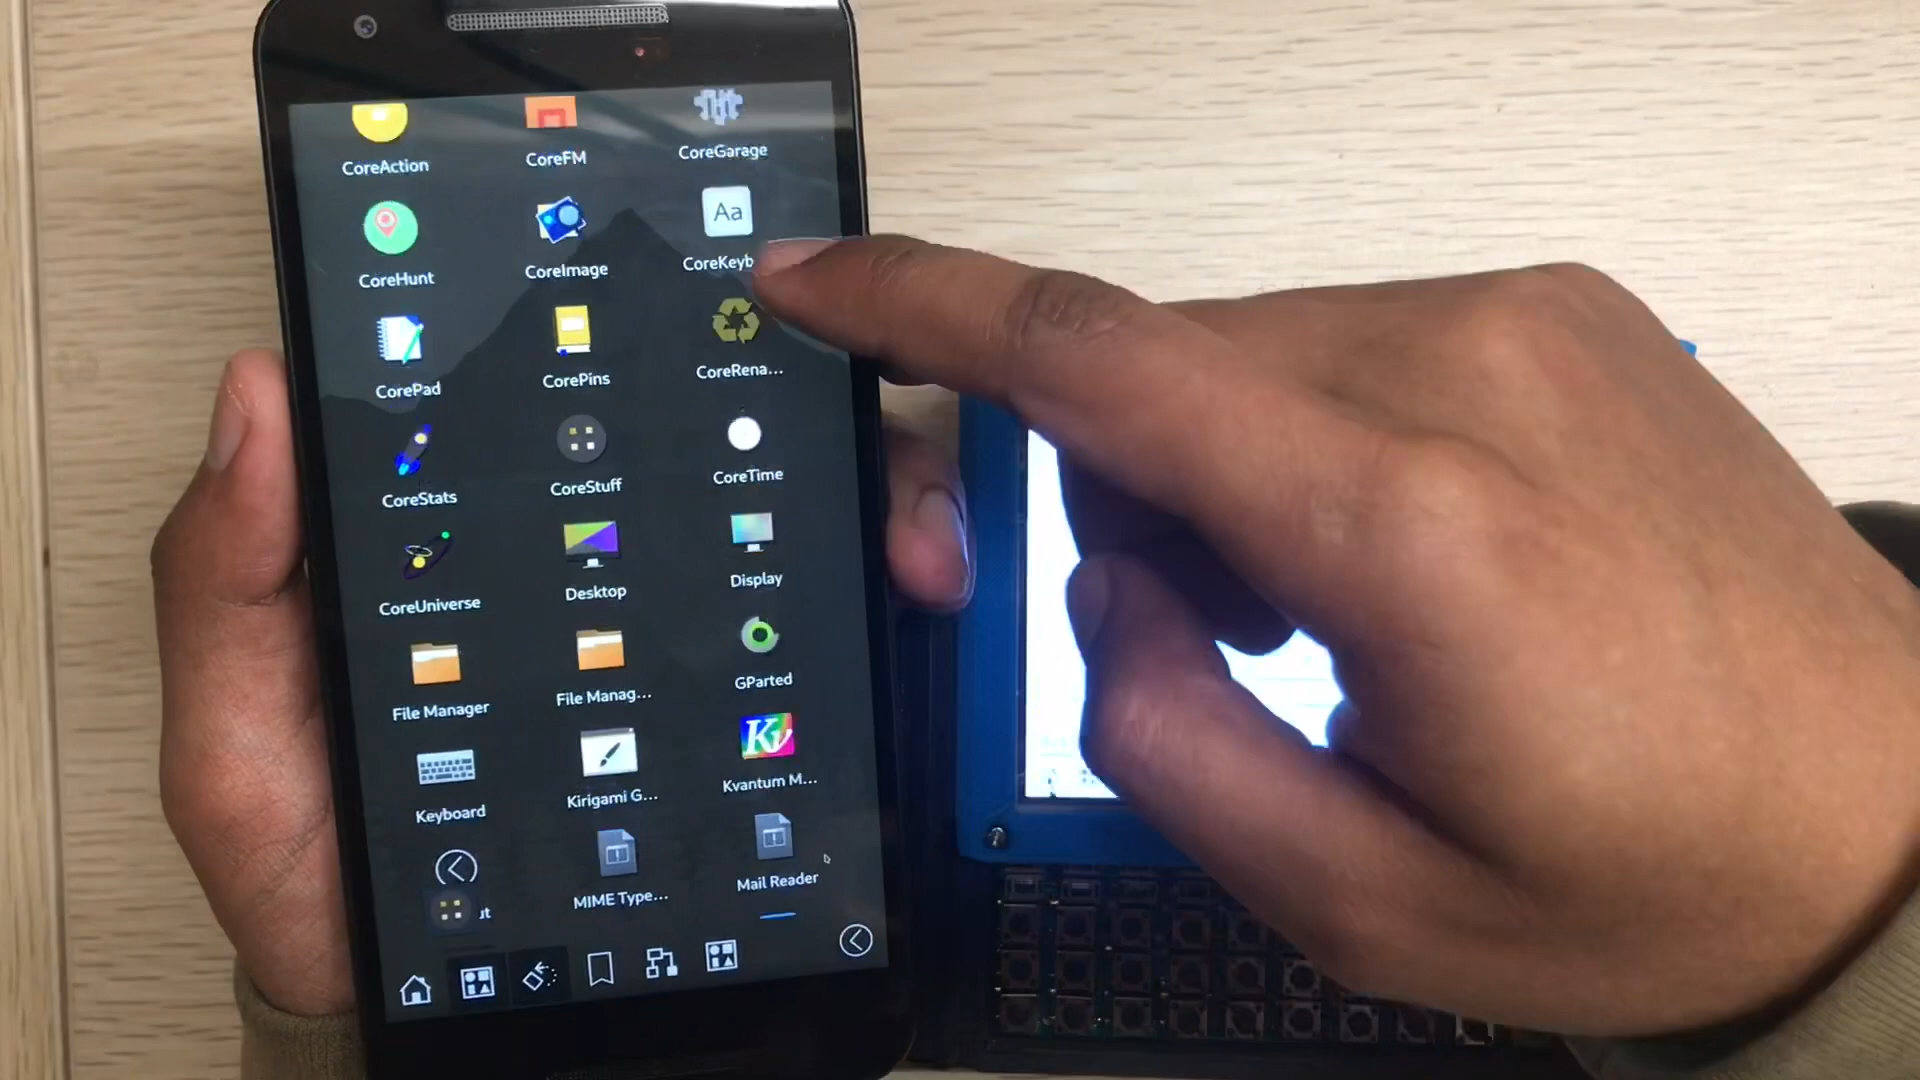 CoreAction
CoreFM
CoreGarage
Aa
CoreHunt
CoreImage
CoreKeyb
CorePad
CorePins
CoreRena...
CoreStats
CoreStuff
CoreTime
CoreUniverse
Desktop
Display
File Manager
File Manag...
GParted
Kv
Keyboard
Kirigami G...
Kvantum M...
ut
MIME Type...
Mail Reader